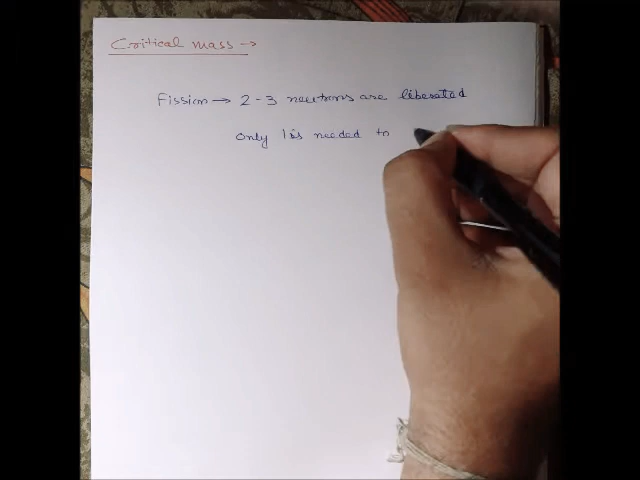 Critical mass →
Fission → 2-3 neutrons are liberated
Only 1 is needed to